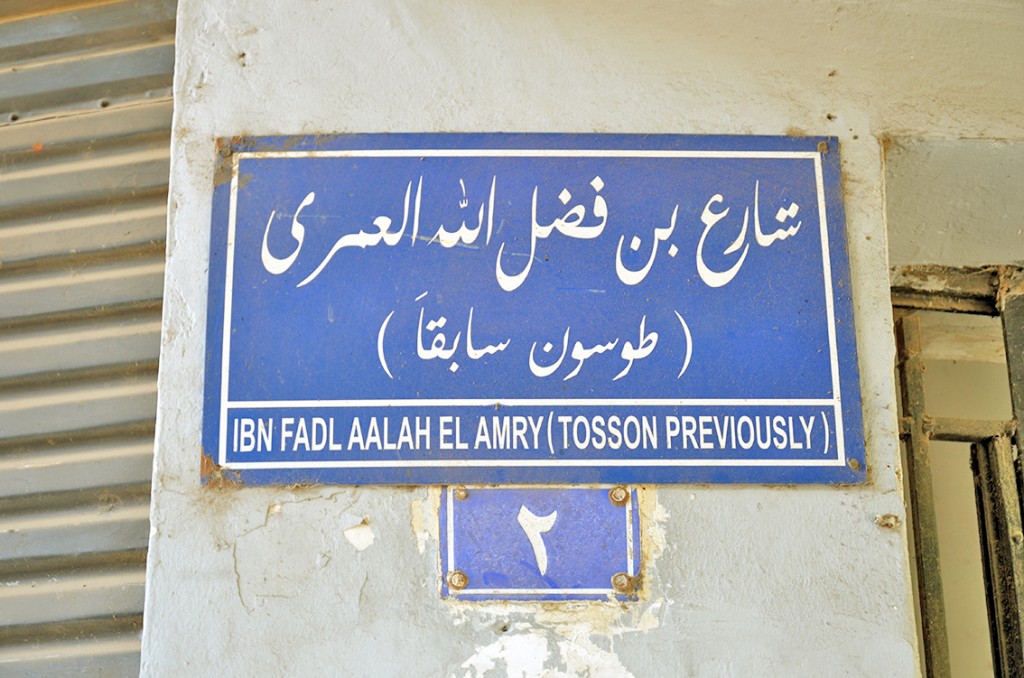 شارع بن فضل الله العمرى
( طوسون سابقاَ )
IBN FADL AALAH EL AMRY ( TOSSON PREVIOUSLY )
٢